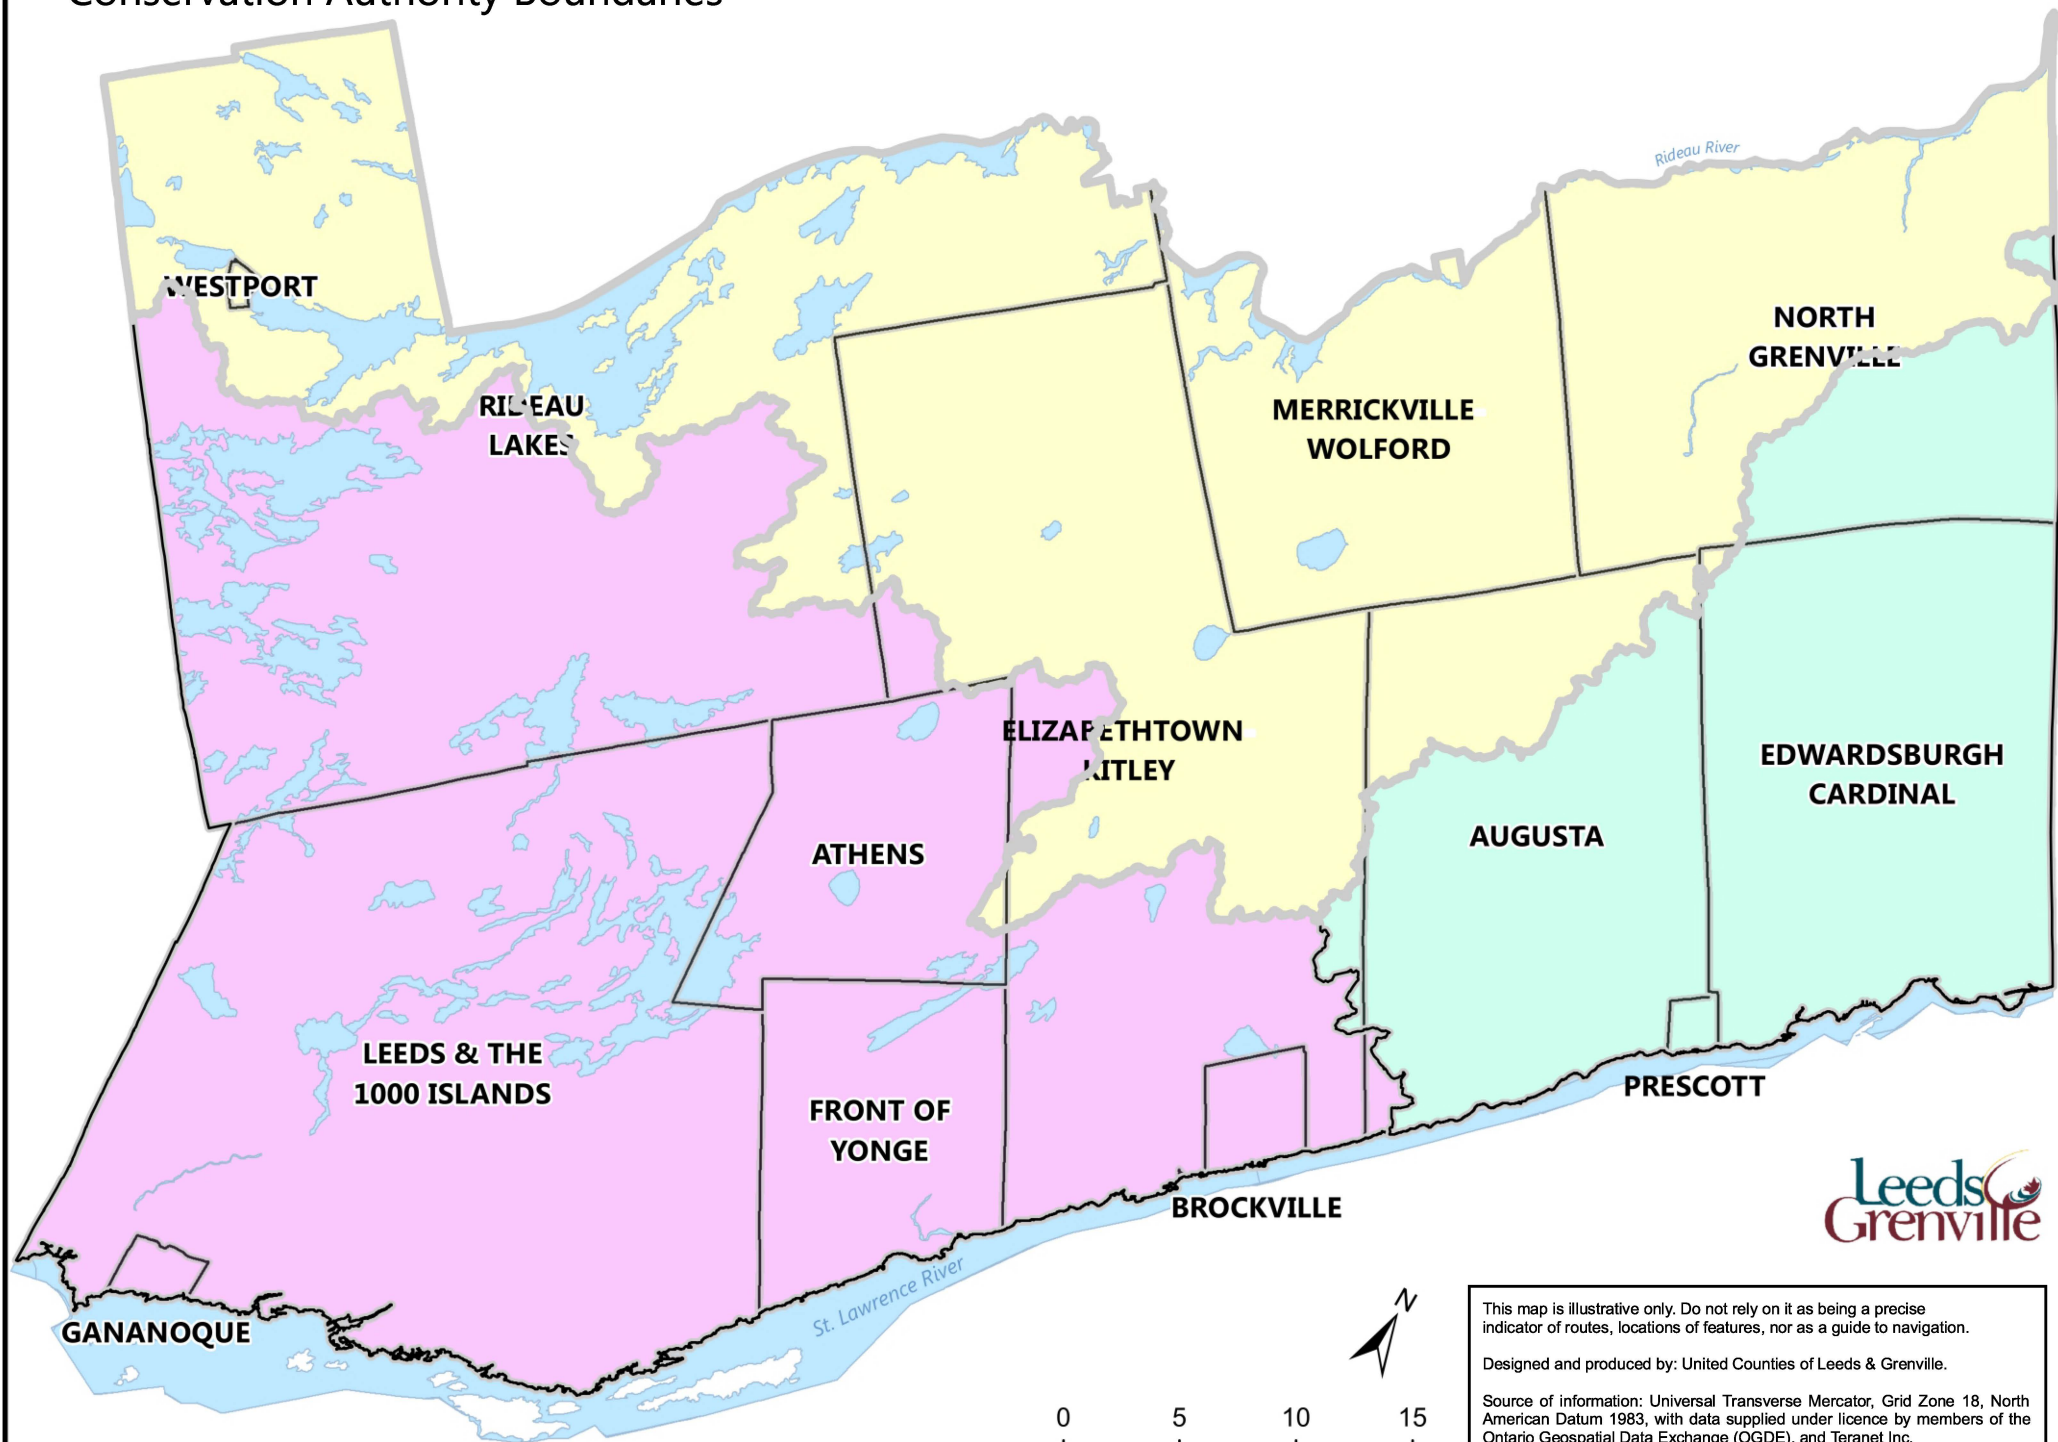 Conservation Authority Boundaries
Rideau River
WESTPORT
NORTH
GRENVILLE
RIDEAU
LAKES
MERRICKVILLE-
WOLFORD
ELIZABETHTOWN-
KITLEY
EDWARDSBURGH
CARDINAL
AUGUSTA
ATHENS
LEEDS & THE
1000 ISLANDS
FRONT OF
YONGE
PRESCOTT
BROCKVILLE
St. Lawrence River
GANANOQUE
Leeds
Grenville
N
0 5 10 15
This map is illustrative only. Do not rely on it as being a precise
indicator of routes, locations of features, nor as a guide to navigation.
Designed and produced by: United Counties of Leeds & Grenville.
Source of information: Universal Transverse Mercator, Grid Zone 18, North
American Datum 1983, with data supplied under licence by members of the
Ontario Geospatial Data Exchange (OGDE), and Teranet Inc.